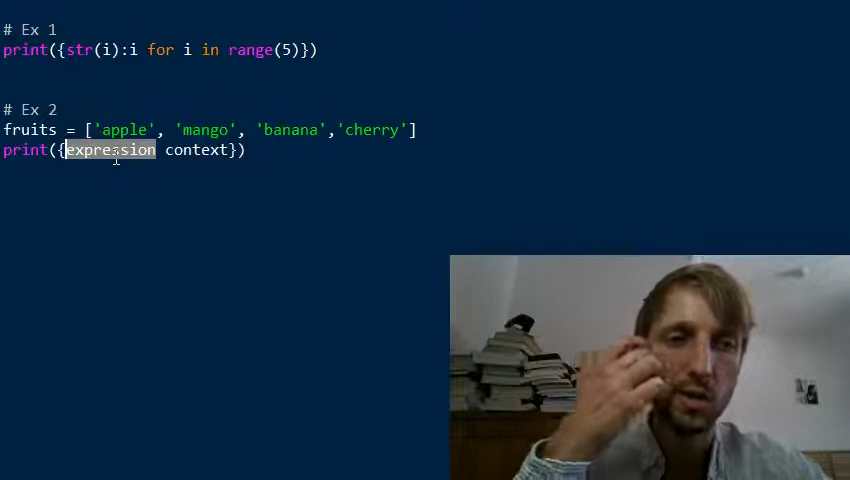 # Ex 1
print({str(i):i for i in range(5)})
# Ex 2
fruits = ['apple', 'mango', 'banana','cherry']
print({expression context})